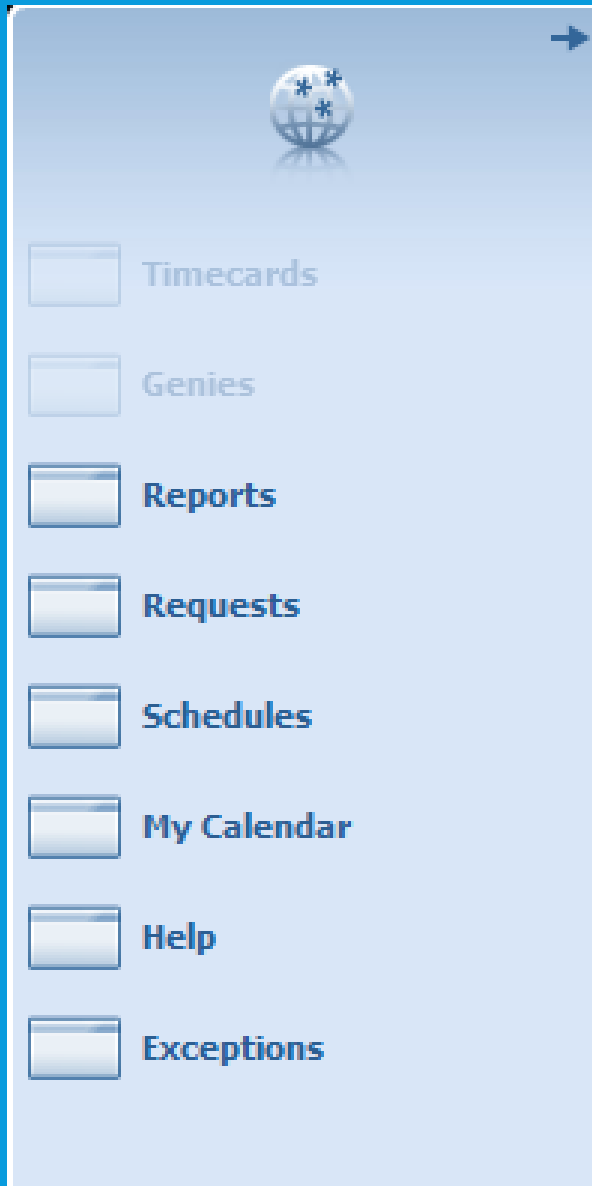 Timecards
Genies
Reports
Requests
Schedules
My Calendar
Help
Exceptions